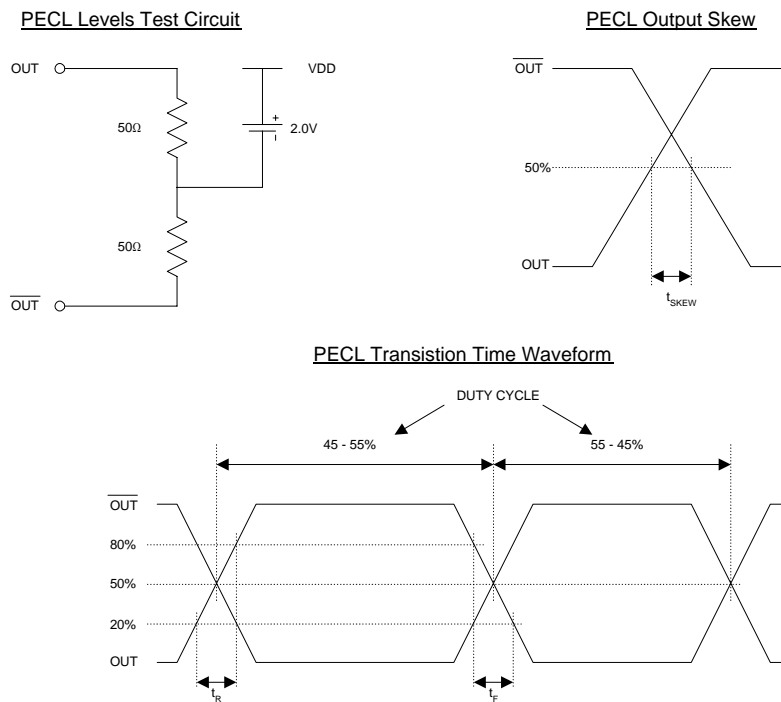 PECL Levels Test Circuit
OUT
VDD
50Ω
+
2.0V
-
50Ω
OUT
PECL Output Skew
OUT
50%
OUT
tSKEW
PECL Transistion Time Waveform
DUTY CYCLE
45 - 55%
55 - 45%
OUT
80%
50%
20%
OUT
tR
tF